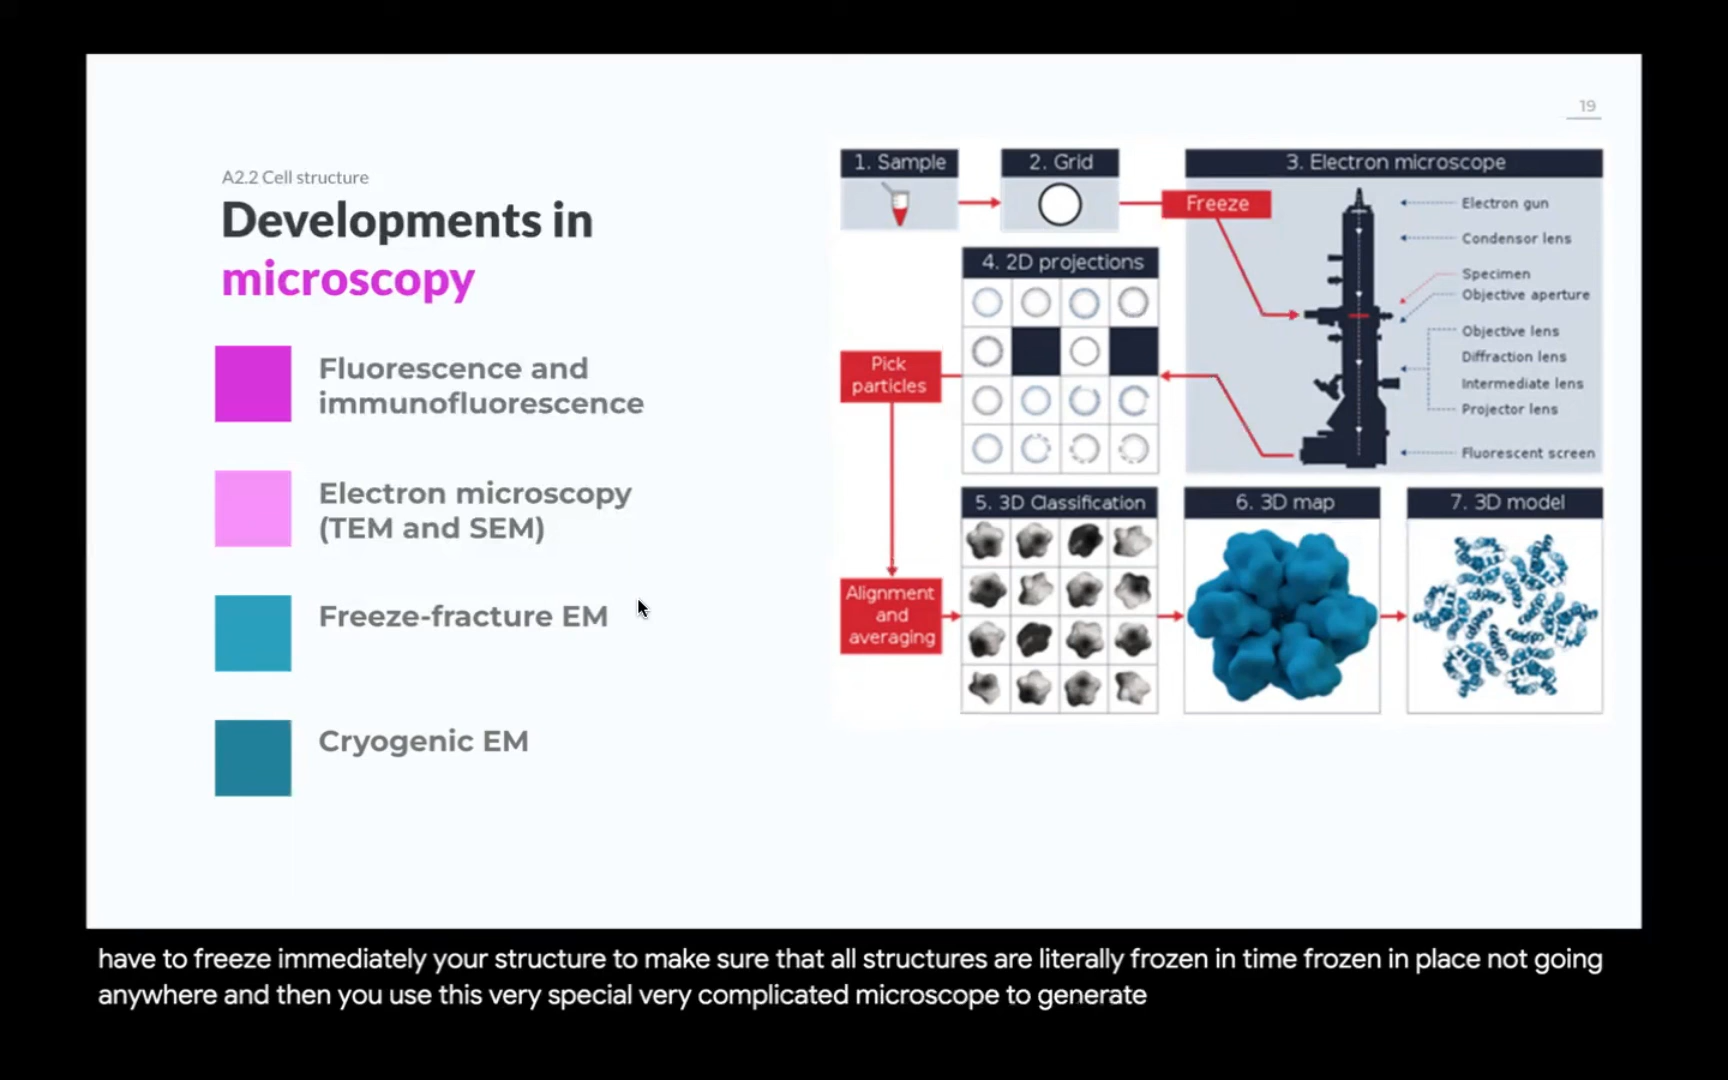 19
A2.2 Cell structure
Developments in
microscopy
Fluorescence and
immunofluorescence
Electron microscopy
(TEM and SEM)
Freeze-fracture EM
Cryogenic EM
1. Sample
2. Grid
Freeze
3. Electron microscope
Electron gun
Condensor lens
Specimen
Objective aperture
Objective lens
Diffraction lens
Intermediate lens
Projector lens
Fluorescent screen
4. 2D projections
Pick
particles
Alignment
and
averaging
5. 3D Classification
6. 3D map
7. 3D model
have to freeze immediately your structure to make sure that all structures are literally frozen in time frozen in place not going
anywhere and then you use this very special very complicated microscope to generate